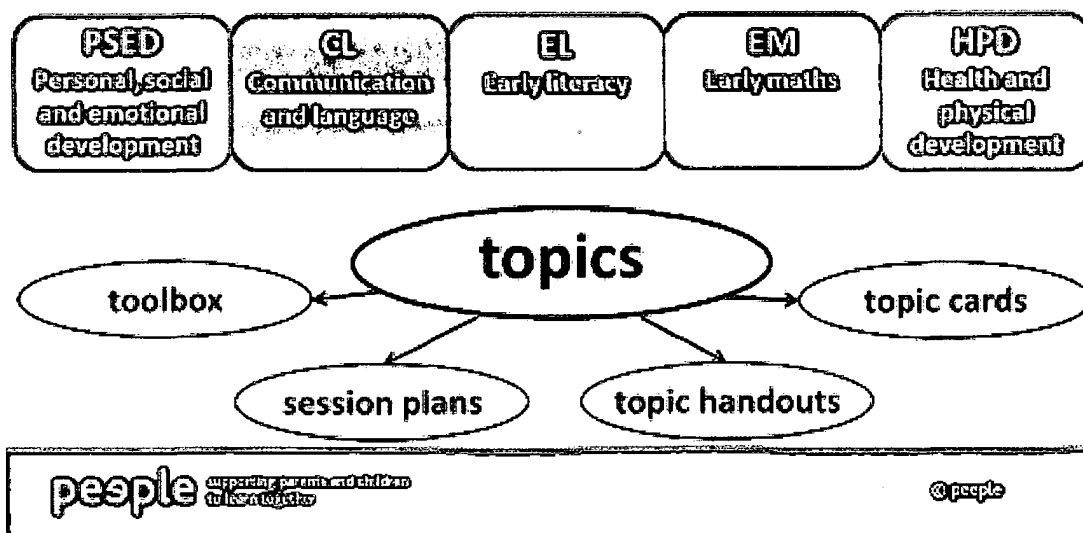 PSED
Personal, social
and emotional
development
CL
Communication
and language
EL
Early literacy
EM
Early maths
HPD
Health and
physical
development
topics
toolbox
topic cards
session plans
topic handouts
peeple
supporting parents and children
to learn together
© peeple